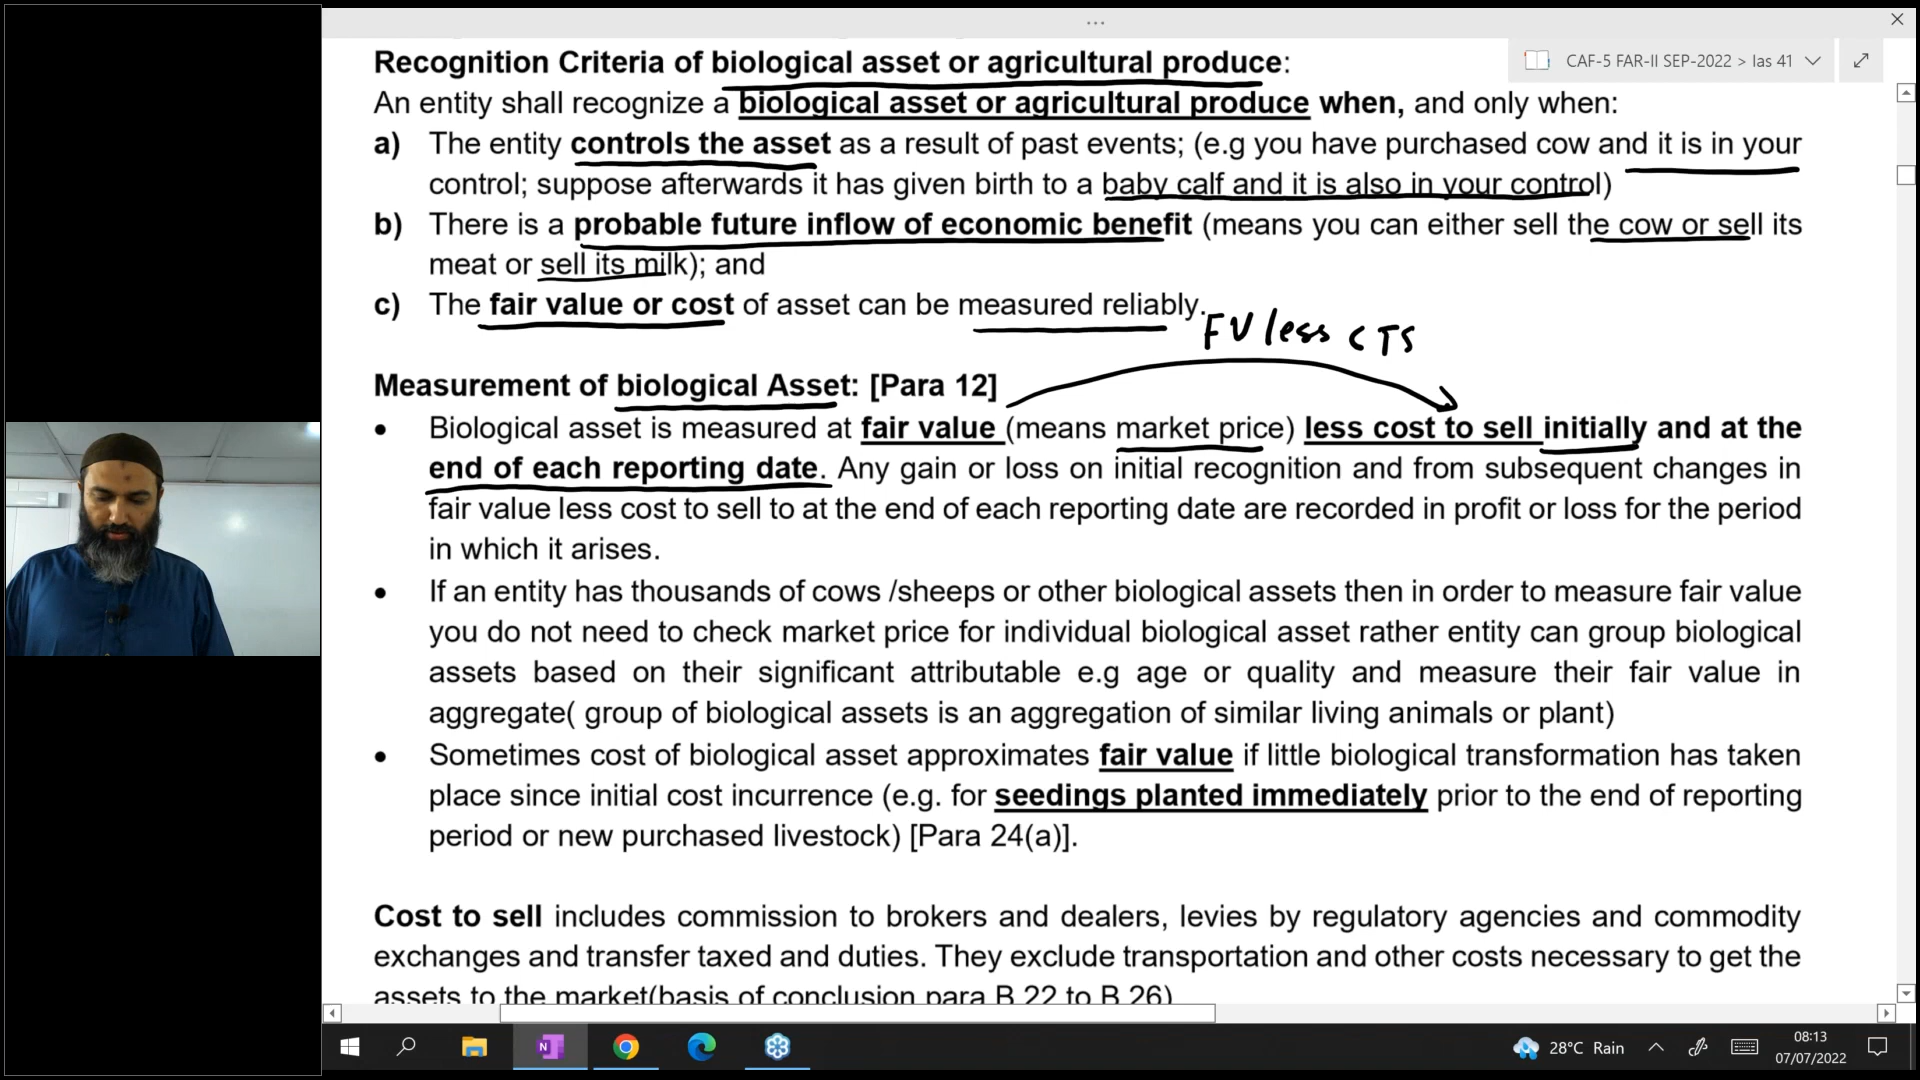 CAF-5 FAR-II SEP-2022 > Ias 41
Recognition Criteria of biological asset or agricultural produce:
An entity shall recognize a biological asset or agricultural produce when, and only when:
a) The entity controls the asset as a result of past events; (e.g you have purchased cow and it is in your
control; suppose afterwards it has given birth to a baby calf and it is also in your control)
b) There is a probable future inflow of economic benefit (means you can either sell the cow or sell its
meat or sell its milk); and
c) The fair value or cost of asset can be measured reliably.
FV less CTS
Measurement of biological Asset: [Para 12]
• Biological asset is measured at fair value (means market price) less cost to sell initially and at the
end of each reporting date. Any gain or loss on initial recognition and from subsequent changes in
fair value less cost to sell to at the end of each reporting date are recorded in profit or loss for the period
in which it arises.
• If an entity has thousands of cows /sheeps or other biological assets then in order to measure fair value
you do not need to check market price for individual biological asset rather entity can group biological
assets based on their significant attributable e.g age or quality and measure their fair value in
aggregate( group of biological assets is an aggregation of similar living animals or plant)
• Sometimes cost of biological asset approximates fair value if little biological transformation has taken
place since initial cost incurrence (e.g. for seedings planted immediately prior to the end of reporting
period or new purchased livestock) [Para 24(a)].
Cost to sell includes commission to brokers and dealers, levies by regulatory agencies and commodity
exchanges and transfer taxed and duties. They exclude transportation and other costs necessary to get the
assets to the market(basis of conclusion para B 22 to B 26)
28°C Rain
08:13
07/07/2022